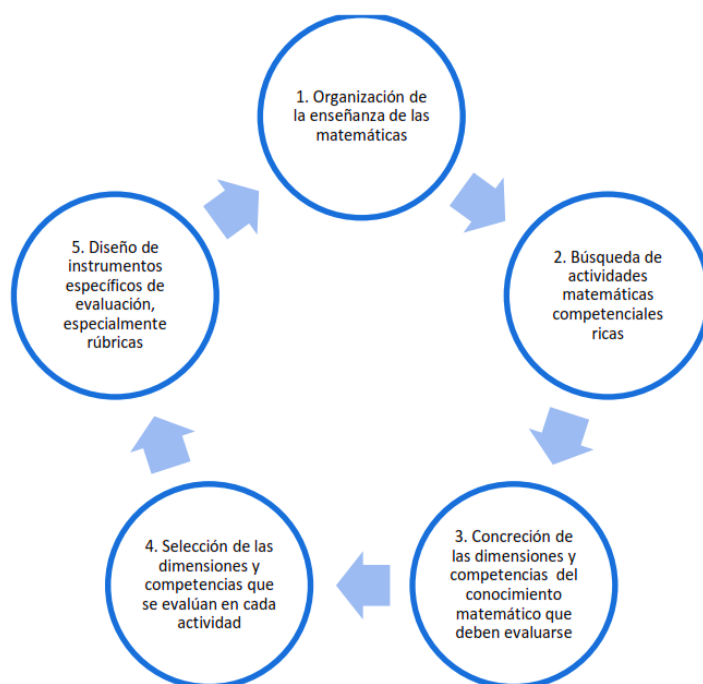 1. Organización de
la enseñanza de las
matemáticas
2. Búsqueda de
actividades
matemáticas
competenciales
ricas
3. Concreción de
las dimensiones y
competencias del
conocimiento
matemático que
deben evaluarse
4. Selección de las
dimensiones y
competencias que
se evalúan en cada
actividad
5. Diseño de
instrumentos
específicos de
evaluación,
especialmente
rúbricas